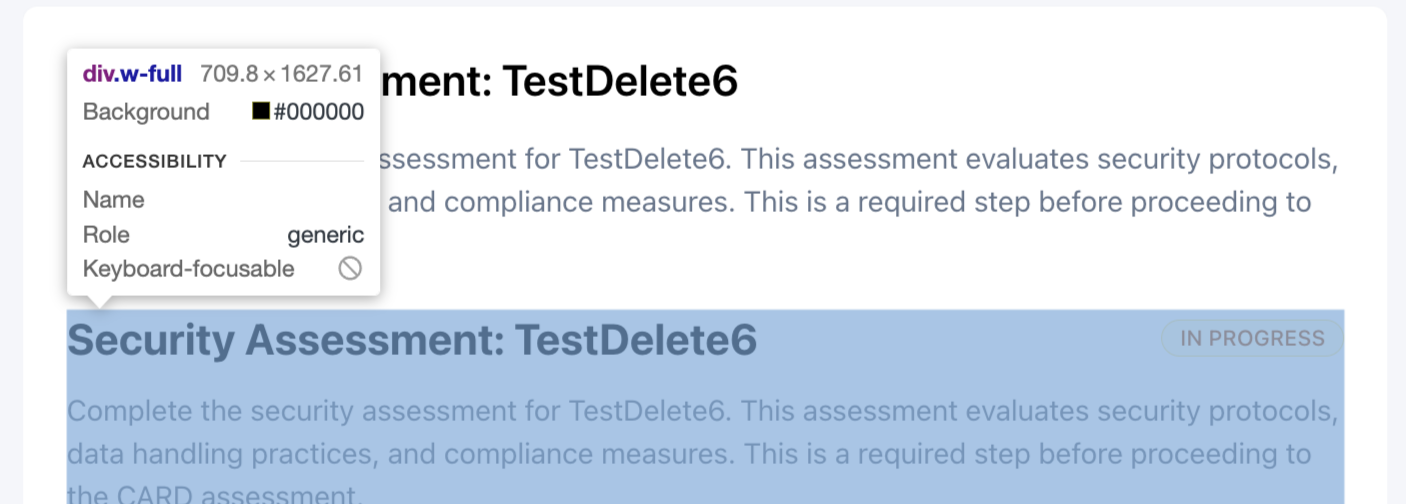 ment: TestDelete6
div.w-full 709.8 × 1627.61
Background #000000
ACCESSIBILITY
Name
Role generic
Keyboard-focusable
ssessment for TestDelete6. This assessment evaluates security protocols,
and compliance measures. This is a required step before proceeding to
Security Assessment: TestDelete6
IN PROGRESS
Complete the security assessment for TestDelete6. This assessment evaluates security protocols,
data handling practices, and compliance measures. This is a required step before proceeding to
the CARD assessment.